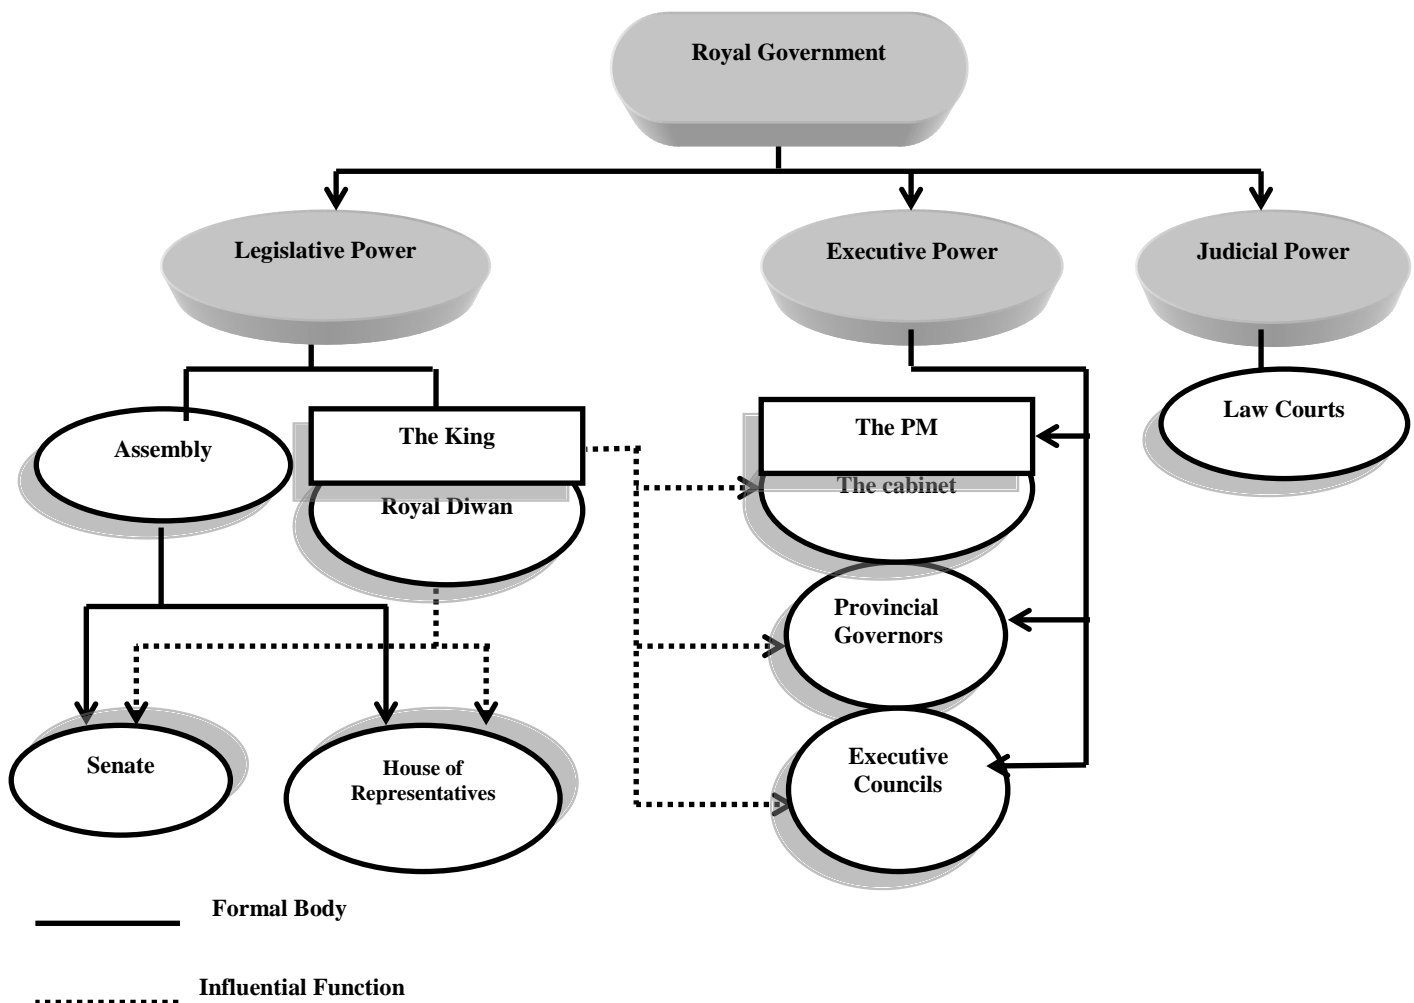 Royal Government
Legislative Power
Executive Power
Judicial Power
Assembly
The King
Royal Diwan
The PM
The cabinet
Law Courts
Provincial
Governors
Senate
House of
Representatives
Executive
Councils
Formal Body
Influential Function